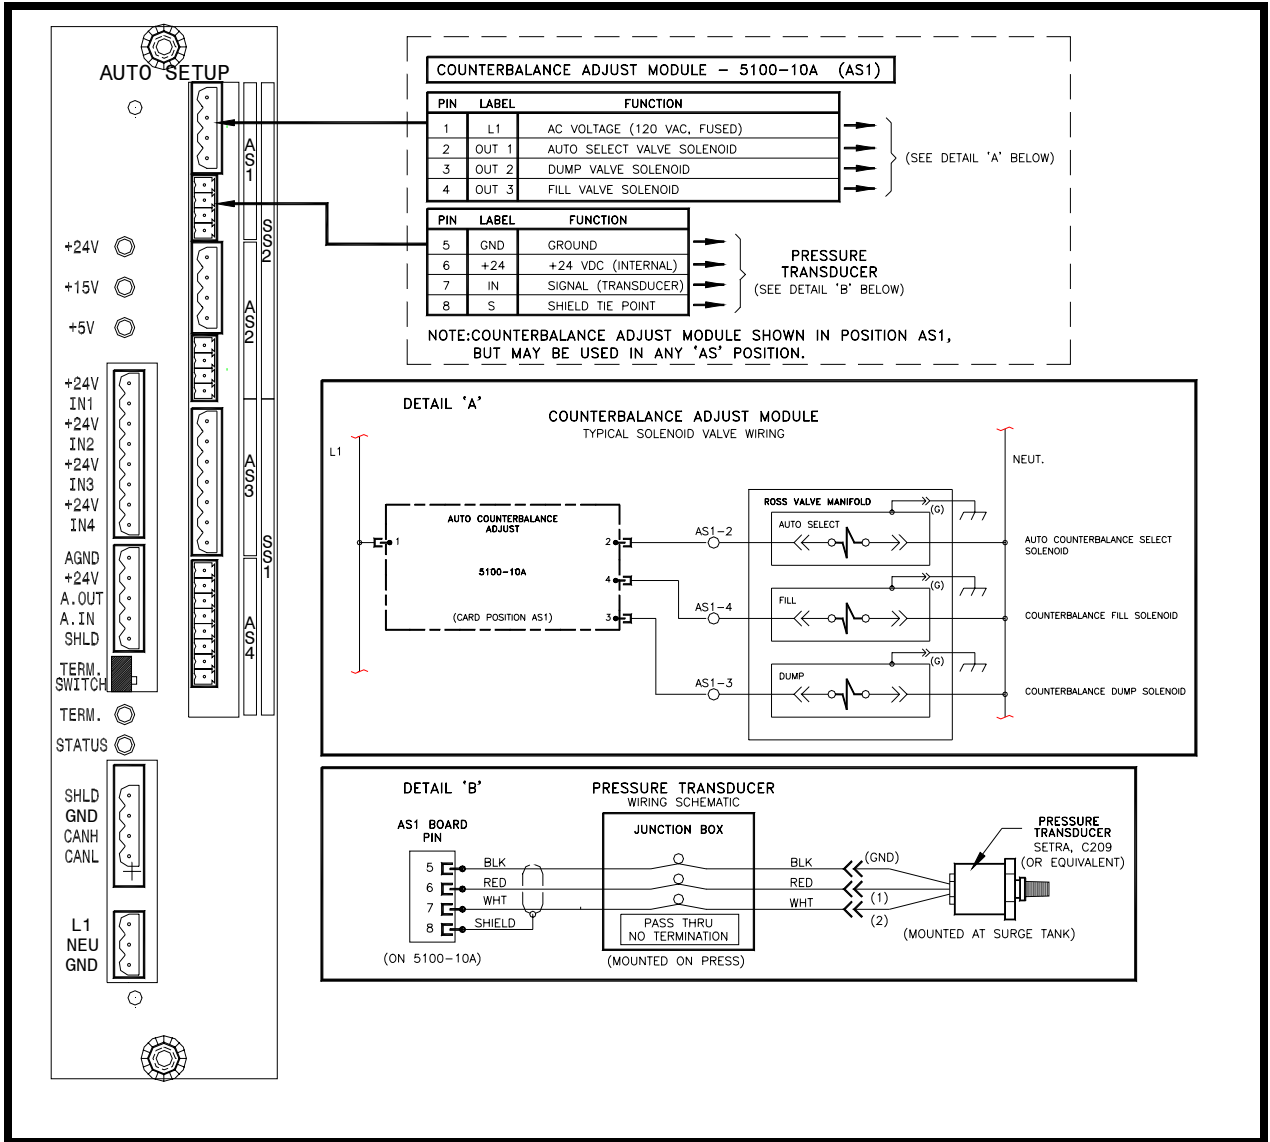 AUTO SETUP
AS1
SS2
+24V
+15V
+5V
AS2
+24V
IN1
+24V
IN2
+24V
IN3
+24V
IN4
AS3
SS1
AGND
+24V
A.OUT
A.IN
SHLD
AS4
TERM.
SWITCH
TERM.
STATUS
SHLD
GND
CANH
CANL
L1
NEU
GND
COUNTERBALANCE ADJUST MODULE – 5100-10A (AS1)
PIN LABEL FUNCTION
1 L1 AC VOLTAGE (120 VAC, FUSED)
2 OUT 1 AUTO SELECT VALVE SOLENOID
3 OUT 2 DUMP VALVE SOLENOID
4 OUT 3 FILL VALVE SOLENOID
(SEE DETAIL 'A' BELOW)
PIN LABEL FUNCTION
5 GND GROUND
6 +24 +24 VDC (INTERNAL)
7 IN SIGNAL (TRANSDUCER)
8 S SHIELD TIE POINT
PRESSURE
TRANSDUCER
(SEE DETAIL 'B' BELOW)
NOTE:COUNTERBALANCE ADJUST MODULE SHOWN IN POSITION AS1,
BUT MAY BE USED IN ANY 'AS' POSITION.
DETAIL 'A'
COUNTERBALANCE ADJUST MODULE
TYPICAL SOLENOID VALVE WIRING
L1
NEUT.
AUTO COUNTERBALANCE
ADJUST
5100-10A
(CARD POSITION AS1)
1
2
4
3
AS1-2
AS1-4
AS1-3
ROSS VALVE MANIFOLD
(G)
AUTO SELECT
(G)
FILL
(G)
DUMP
AUTO COUNTERBALANCE SELECT
SOLENOID
COUNTERBALANCE FILL SOLENOID
COUNTERBALANCE DUMP SOLENOID
DETAIL 'B'
PRESSURE TRANSDUCER
WIRING SCHEMATIC
AS1 BOARD
PIN
5 BLK
6 RED
7 WHT
8 SHIELD
(ON 5100-10A)
JUNCTION BOX
PASS THRU
NO TERMINATION
(MOUNTED ON PRESS)
BLK (GND)
RED (1)
WHT (2)
PRESSURE
TRANSDUCER
SETRA, C209
(OR EQUIVALENT)
(MOUNTED AT SURGE TANK)